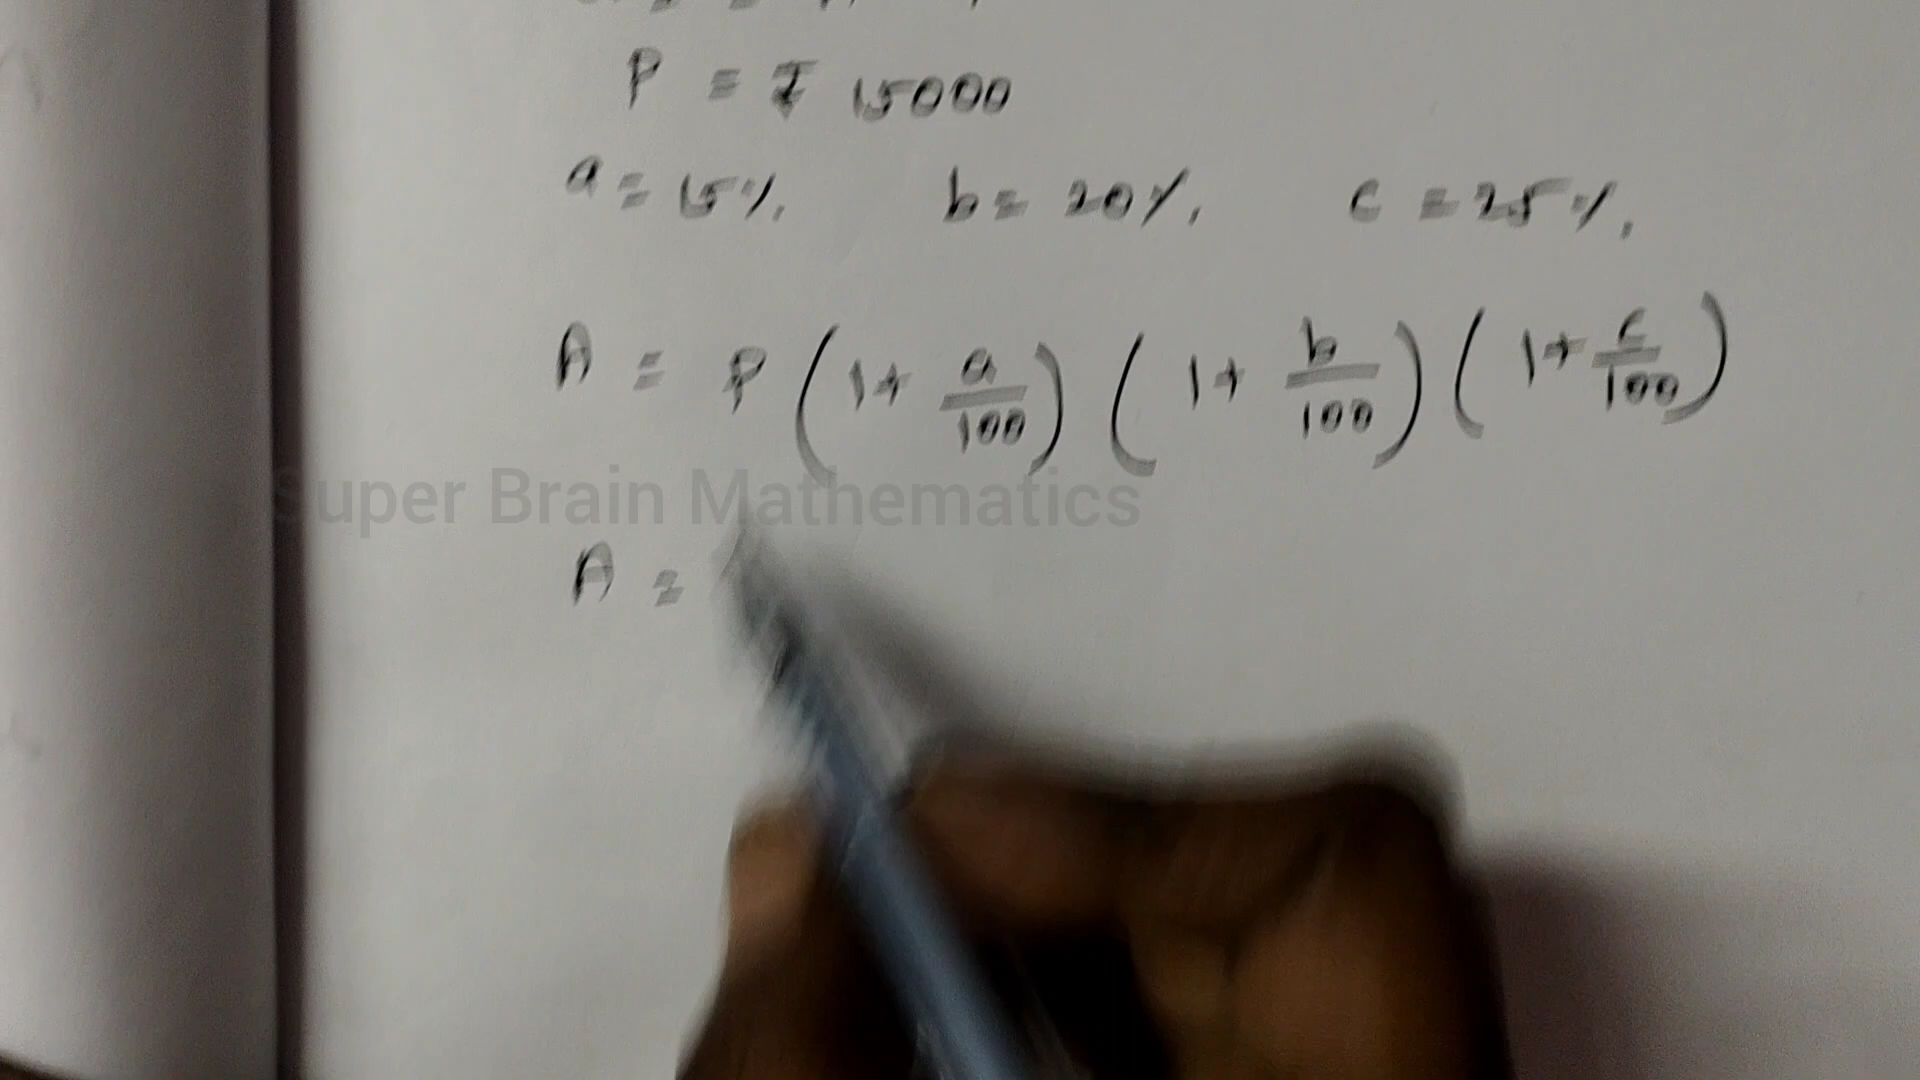 P = ₹ 15000
a = 15% b = 20% c = 25%
A = P (1 + a/100) (1 + b/100) (1 + c/100)
Super Brain Mathematics
A =